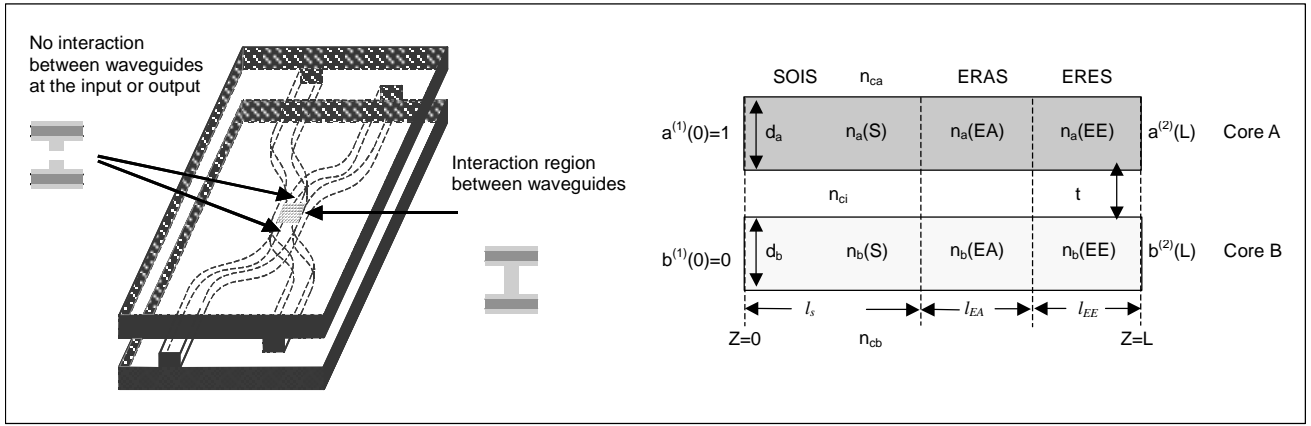 No interaction
between waveguides
at the input or output
Interaction region
between waveguides
SOIS n_ca ERAS ERES
a^(1)(0)=1 d_a n_a(S) n_a(EA) n_a(EE) a^(2)(L) Core A
n_ci t
b^(1)(0)=0 d_b n_b(S) n_b(EA) n_b(EE) b^(2)(L) Core B
l_s l_EA l_EE
Z=0 n_cb Z=L